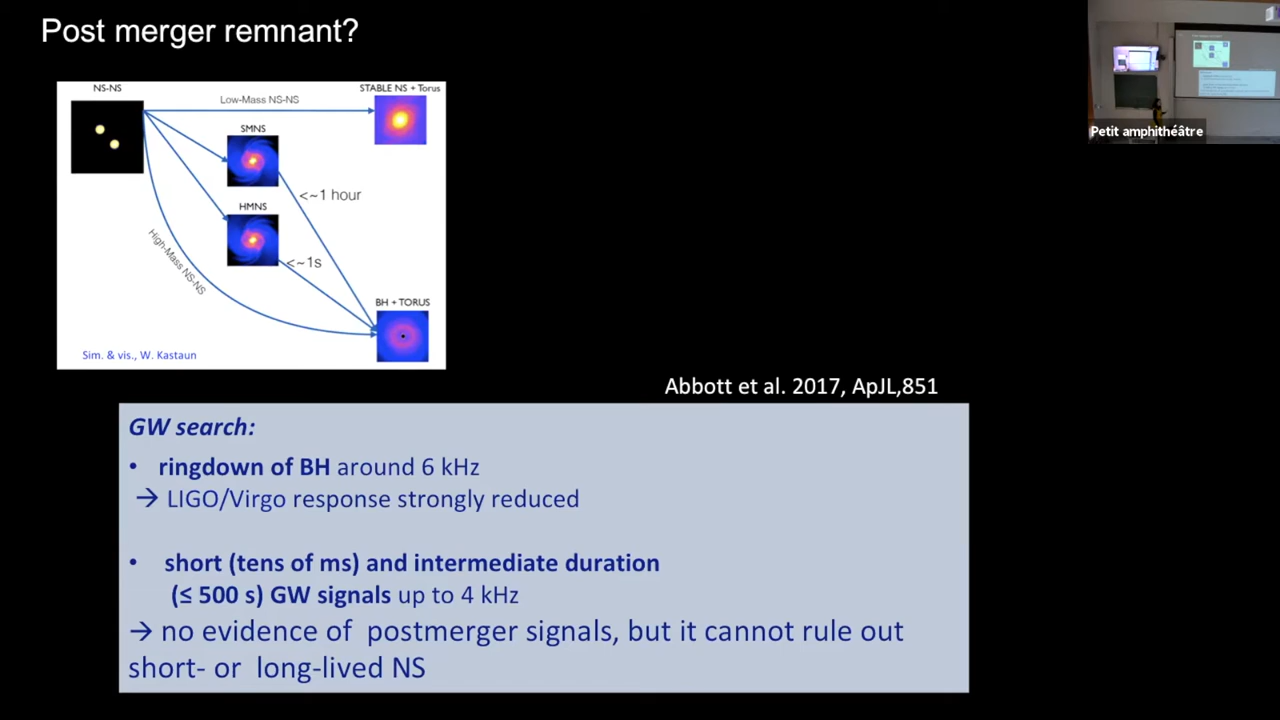 Post merger remnant?
NS-NS
Low-Mass NS-NS
STABLE NS + Torus
SMNS
<~1 hour
HMNS
High-Mass NS-NS
<~1s
BH + TORUS
Sim. & vis., W. Kastaun
Petit amphithéâtre
Abbott et al. 2017, ApJL,851
GW search:
• ringdown of BH around 6 kHz
→ LIGO/Virgo response strongly reduced
• short (tens of ms) and intermediate duration
(≤ 500 s) GW signals up to 4 kHz
→ no evidence of postmerger signals, but it cannot rule out
short- or long-lived NS